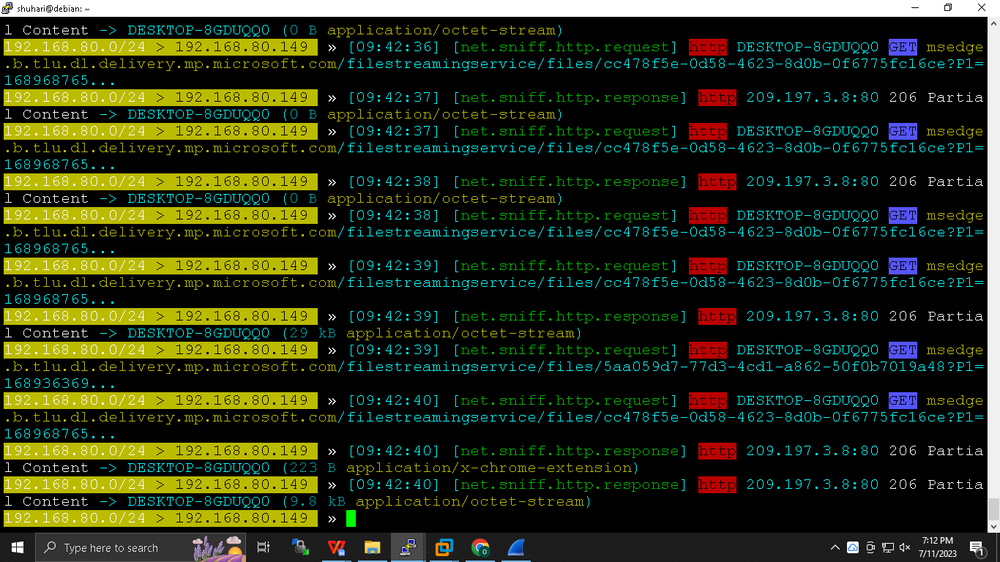 shuhari@debian: ~
l Content -> DESKTOP-8GDUQQ0 (0 B application/octet-stream)
192.168.80.0/24 > 192.168.80.149 » [09:42:36] [net.sniff.http.request] http DESKTOP-8GDUQQ0 GET msedge
.b.tlu.dl.delivery.mp.microsoft.com/filestreamingservice/files/cc478f5e-0d58-4623-8d0b-0f6775fc16ce?P1=
168968765...
192.168.80.0/24 > 192.168.80.149 » [09:42:37] [net.sniff.http.response] http 209.197.3.8:80 206 Partia
l Content -> DESKTOP-8GDUQQ0 (0 B application/octet-stream)
192.168.80.0/24 > 192.168.80.149 » [09:42:37] [net.sniff.http.request] http DESKTOP-8GDUQQ0 GET msedge
.b.tlu.dl.delivery.mp.microsoft.com/filestreamingservice/files/cc478f5e-0d58-4623-8d0b-0f6775fc16ce?P1=
168968765...
192.168.80.0/24 > 192.168.80.149 » [09:42:38] [net.sniff.http.response] http 209.197.3.8:80 206 Partia
l Content -> DESKTOP-8GDUQQ0 (0 B application/octet-stream)
192.168.80.0/24 > 192.168.80.149 » [09:42:38] [net.sniff.http.request] http DESKTOP-8GDUQQ0 GET msedge
.b.tlu.dl.delivery.mp.microsoft.com/filestreamingservice/files/cc478f5e-0d58-4623-8d0b-0f6775fc16ce?P1=
168968765...
192.168.80.0/24 > 192.168.80.149 » [09:42:39] [net.sniff.http.request] http DESKTOP-8GDUQQ0 GET msedge
.b.tlu.dl.delivery.mp.microsoft.com/filestreamingservice/files/cc478f5e-0d58-4623-8d0b-0f6775fc16ce?P1=
168968765...
192.168.80.0/24 > 192.168.80.149 » [09:42:39] [net.sniff.http.response] http 209.197.3.8:80 206 Partia
l Content -> DESKTOP-8GDUQQ0 (29 kB application/octet-stream)
192.168.80.0/24 > 192.168.80.149 » [09:42:39] [net.sniff.http.request] http DESKTOP-8GDUQQ0 GET msedge
.b.tlu.dl.delivery.mp.microsoft.com/filestreamingservice/files/5aa059d7-77d3-4cd1-a862-50f0b7019a48?P1=
168936369...
192.168.80.0/24 > 192.168.80.149 » [09:42:40] [net.sniff.http.request] http DESKTOP-8GDUQQ0 GET msedge
.b.tlu.dl.delivery.mp.microsoft.com/filestreamingservice/files/cc478f5e-0d58-4623-8d0b-0f6775fc16ce?P1=
168968765...
192.168.80.0/24 > 192.168.80.149 » [09:42:40] [net.sniff.http.response] http 209.197.3.8:80 206 Partia
l Content -> DESKTOP-8GDUQQ0 (223 B application/x-chrome-extension)
192.168.80.0/24 > 192.168.80.149 » [09:42:40] [net.sniff.http.response] http 209.197.3.8:80 206 Partia
l Content -> DESKTOP-8GDUQQ0 (9.8 kB application/octet-stream)
192.168.80.0/24 > 192.168.80.149 »
Type here to search
7:12 PM
7/11/2023
1